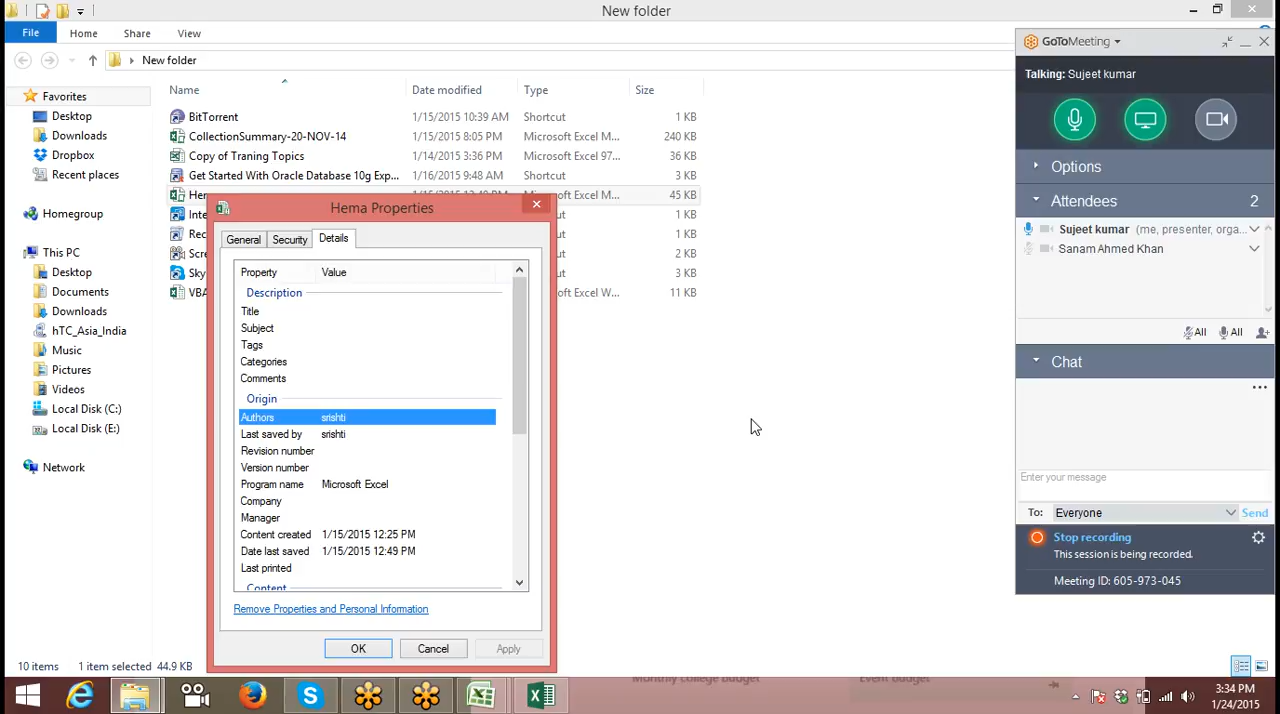 New folder
File Home Share View
New folder
Name Date modified Type Size
Favorites
Desktop
Downloads
Dropbox
Recent places
Homegroup
This PC
Desktop
Documents
Downloads
hTC_Asia_India
Music
Pictures
Videos
Local Disk (C:)
Local Disk (E:)
Network
BitTorrent 1/15/2015 10:39 AM Shortcut 1 KB
CollectionSummary-20-NOV-14 1/15/2015 8:05 PM Microsoft Excel M... 240 KB
Copy of Traning Topics 1/14/2015 3:36 PM Microsoft Excel 97... 36 KB
Get Started With Oracle Database 10g Exp... 1/16/2015 9:48 AM Shortcut 3 KB
45 KB
1 KB
1 KB
2 KB
3 KB
11 KB
Hema Properties
General Security Details
Property Value
Description
Title
Subject
Tags
Categories
Comments
Origin
Authors srishti
Last saved by srishti
Revision number
Version number
Program name Microsoft Excel
Company
Manager
Content created 1/15/2015 12:25 PM
Date last saved 1/15/2015 12:49 PM
Last printed
Content
Remove Properties and Personal Information
OK Cancel Apply
10 items 1 item selected 44.9 KB
GoToMeeting
Talking: Sujeet kumar
Options
Attendees 2
Sujeet kumar (me, presenter, orga...
Sanam Ahmed Khan
All All
Chat
...
Enter your message
To: Everyone Send
Stop recording
This session is being recorded.
Meeting ID: 605-973-045
Monthly college budget Event budget
3:34 PM
1/24/2015